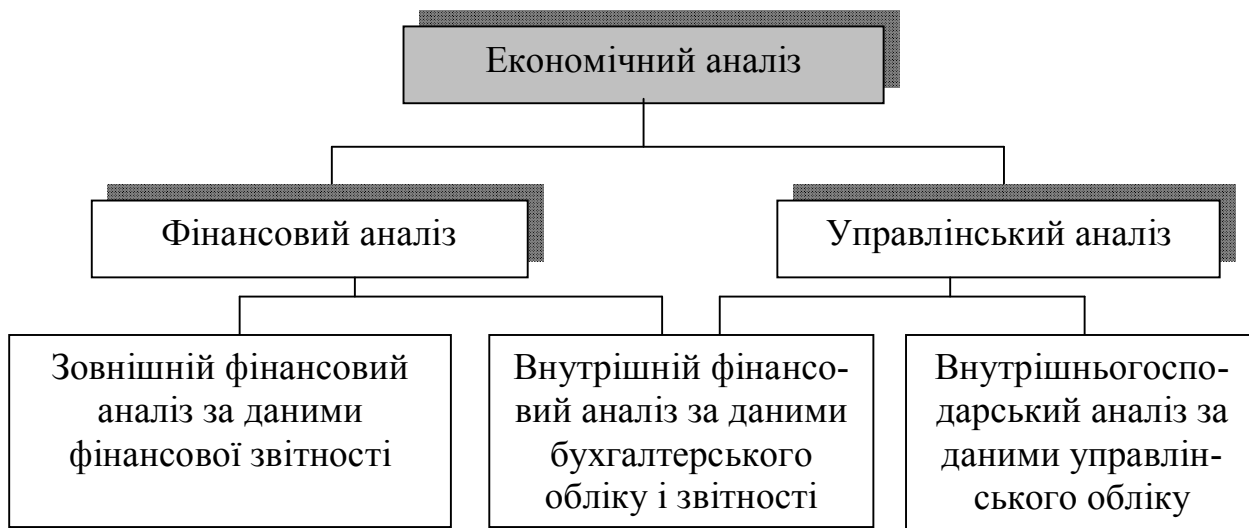 Економічний аналіз
Фінансовий аналіз
Управлінський аналіз
Зовнішній фінансовий
аналіз за даними
фінансової звітності
Внутрішній фінансо-
вий аналіз за даними
бухгалтерського
обліку і звітності
Внутрішньогоспо-
дарський аналіз за
даними управлін-
ського обліку